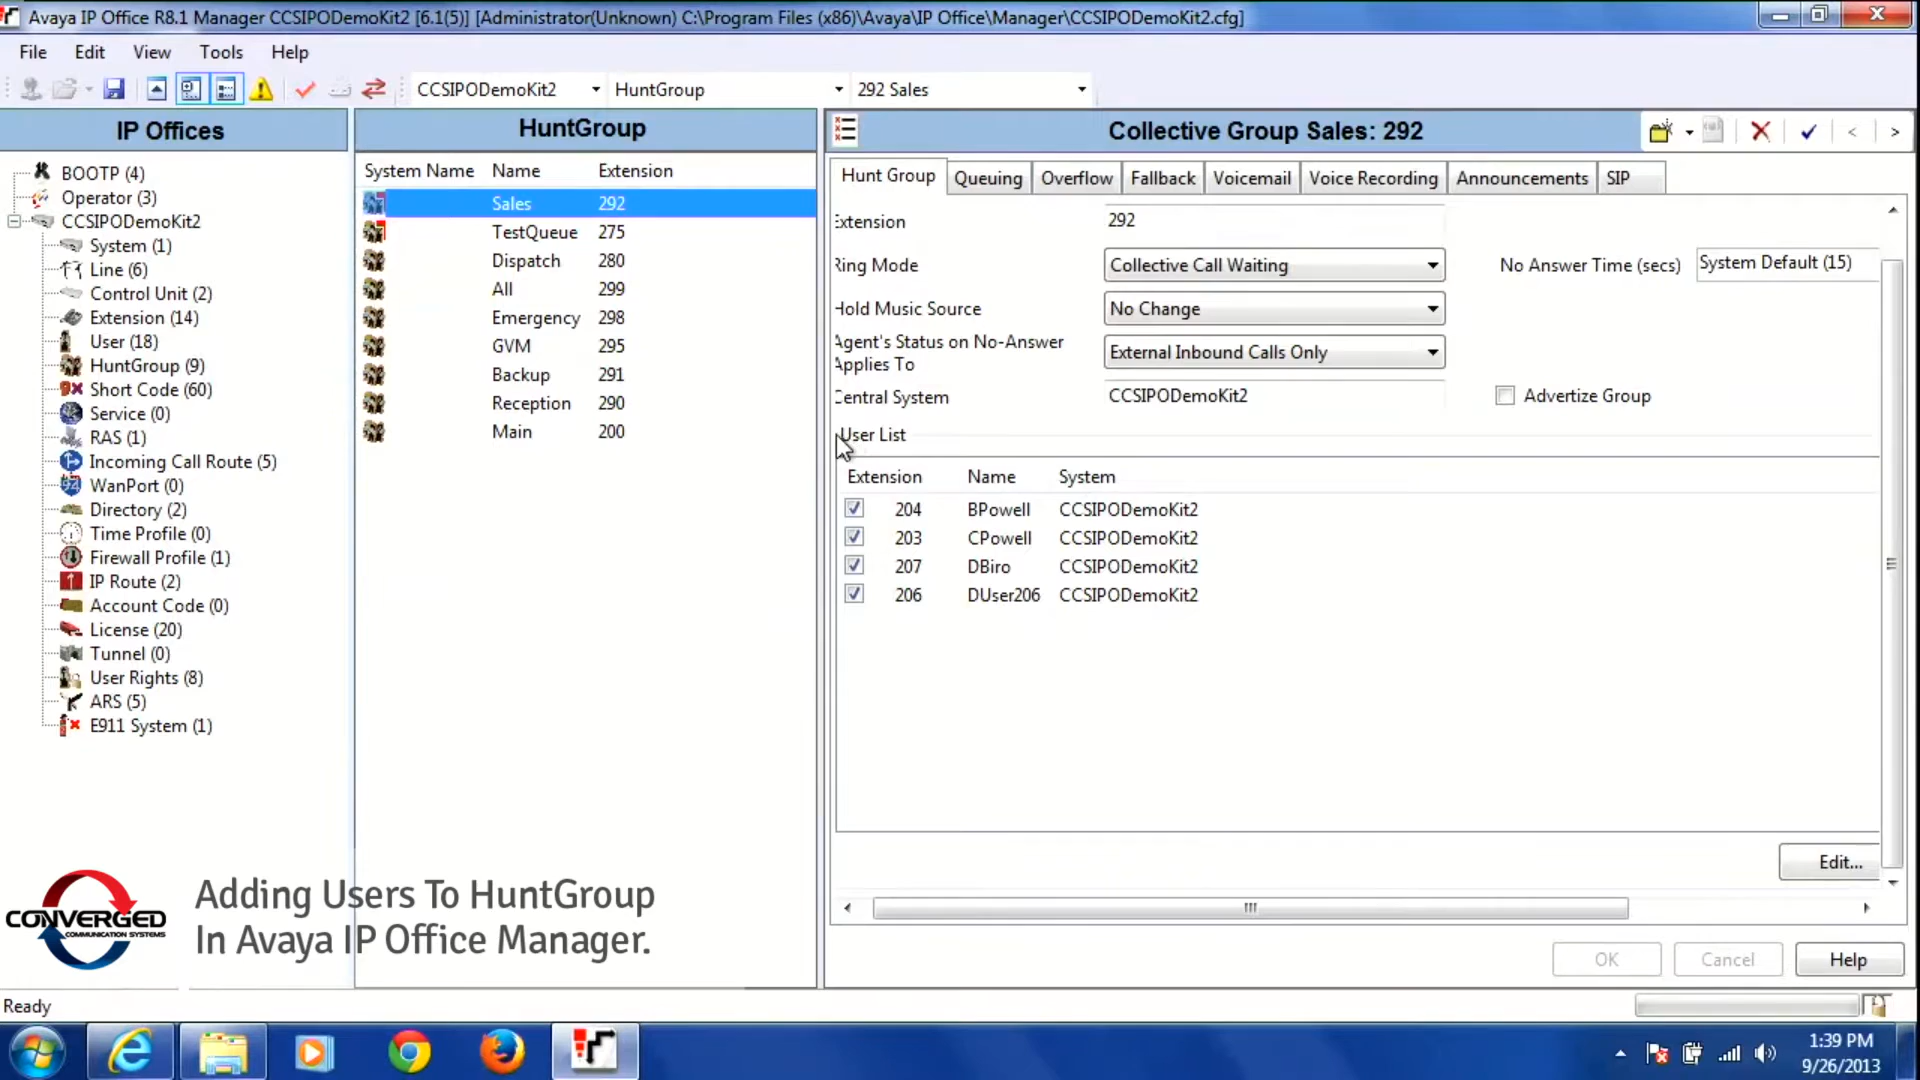 Avaya IP Office R8.1 Manager CCSIPODemoKit2 [6.1(5)] [Administrator(Unknown) C:\Program Files (x86)\Avaya\IP Office\Manager\CCSIPODemoKit2.cfg]
File Edit View Tools Help
CCSIPODemoKit2 HuntGroup 292 Sales
IP Offices
BOOTP (4)
Operator (3)
CCSIPODemoKit2
System (1)
Line (6)
Control Unit (2)
Extension (14)
User (18)
HuntGroup (9)
Short Code (60)
Service (0)
RAS (1)
Incoming Call Route (5)
WanPort (0)
Directory (2)
Time Profile (0)
Firewall Profile (1)
IP Route (2)
Account Code (0)
License (20)
Tunnel (0)
User Rights (8)
ARS (5)
E911 System (1)
HuntGroup
System Name Name Extension
Sales 292
TestQueue 275
Dispatch 280
All 299
Emergency 298
GVM 295
Backup 291
Reception 290
Main 200
Collective Group Sales: 292
Hunt Group Queuing Overflow Fallback Voicemail Voice Recording Announcements SIP
Extension 292
Ring Mode Collective Call Waiting No Answer Time (secs) System Default (15)
Hold Music Source No Change
Agent's Status on No-Answer
Applies To External Inbound Calls Only
Central System CCSIPODemoKit2 Advertize Group
User List
Extension Name System
204 BPowell CCSIPODemoKit2
203 CPowell CCSIPODemoKit2
207 DBiro CCSIPODemoKit2
206 DUser206 CCSIPODemoKit2
Edit...
OK Cancel Help
CONVERGED
COMMUNICATION SYSTEMS
Adding Users To HuntGroup
In Avaya IP Office Manager.
Ready
1:39 PM
9/26/2013